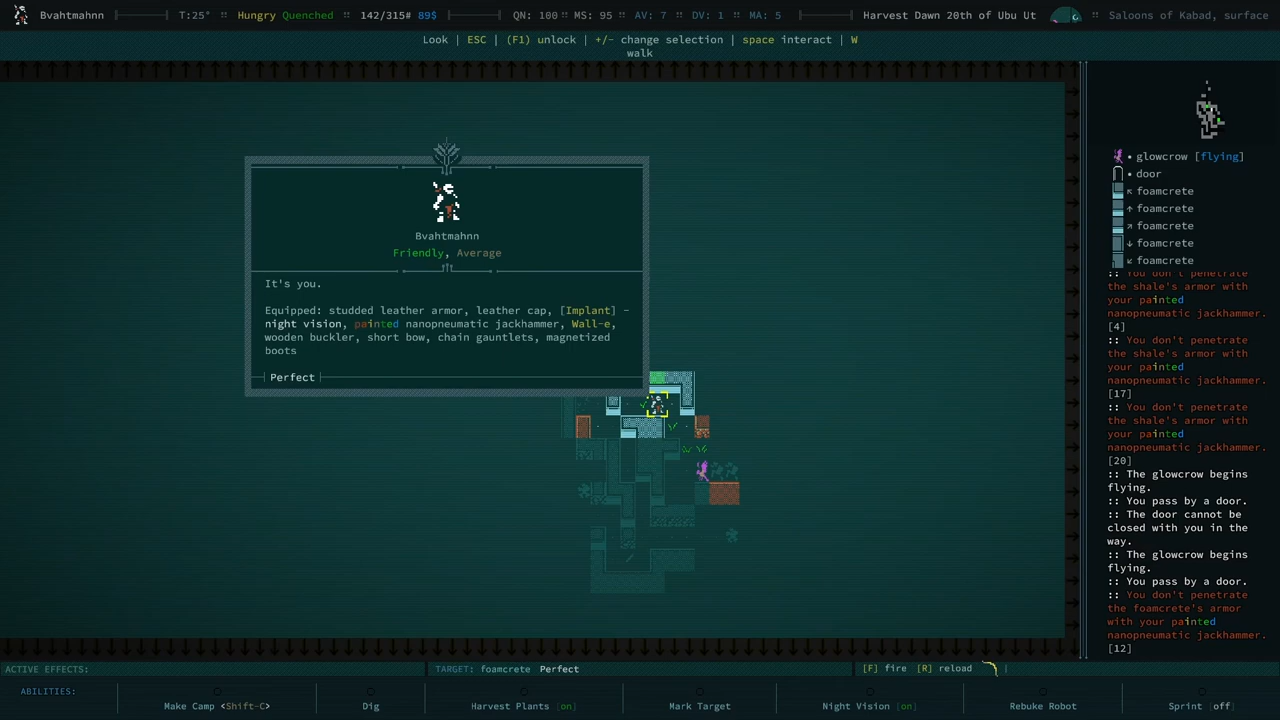 Bvahtmahnn T:25° :: Hungry Quenched :: 142/315# 89$ QN: 100 :: MS: 95 :: AV: 7 :: DV: 1 :: MA: 5 Harvest Dawn 20th of Ubu Ut :: Saloons of Kabad, surface
Look | ESC | (F1) unlock | +/- change selection | space interact | W
walk
Bvahtmahnn
Friendly, Average
It's you.
Equipped: studded leather armor, leather cap, [Implant] -
night vision, painted nanopneumatic jackhammer, Wall-e,
wooden buckler, short bow, chain gauntlets, magnetized
boots
Perfect
glowcrow [flying]
door
foamcrete
foamcrete
foamcrete
foamcrete
foamcrete
:: You don't penetrate
the shale's armor with
your painted
nanopneumatic jackhammer.
[4]
:: You don't penetrate
the shale's armor with
your painted
nanopneumatic jackhammer.
[17]
:: You don't penetrate
the shale's armor with
your painted
nanopneumatic jackhammer.
[20]
:: The glowcrow begins
flying.
:: You pass by a door.
:: The door cannot be
closed with you in the
way.
:: The glowcrow begins
flying.
:: You pass by a door.
:: You don't penetrate
the foamcrete's armor
with your painted
nanopneumatic jackhammer.
[12]
ACTIVE EFFECTS: TARGET: foamcrete Perfect [F] fire [R] reload
ABILITIES: Make Camp <Shift-C> Dig Harvest Plants [on] Mark Target Night Vision [on] Rebuke Robot Sprint [off]